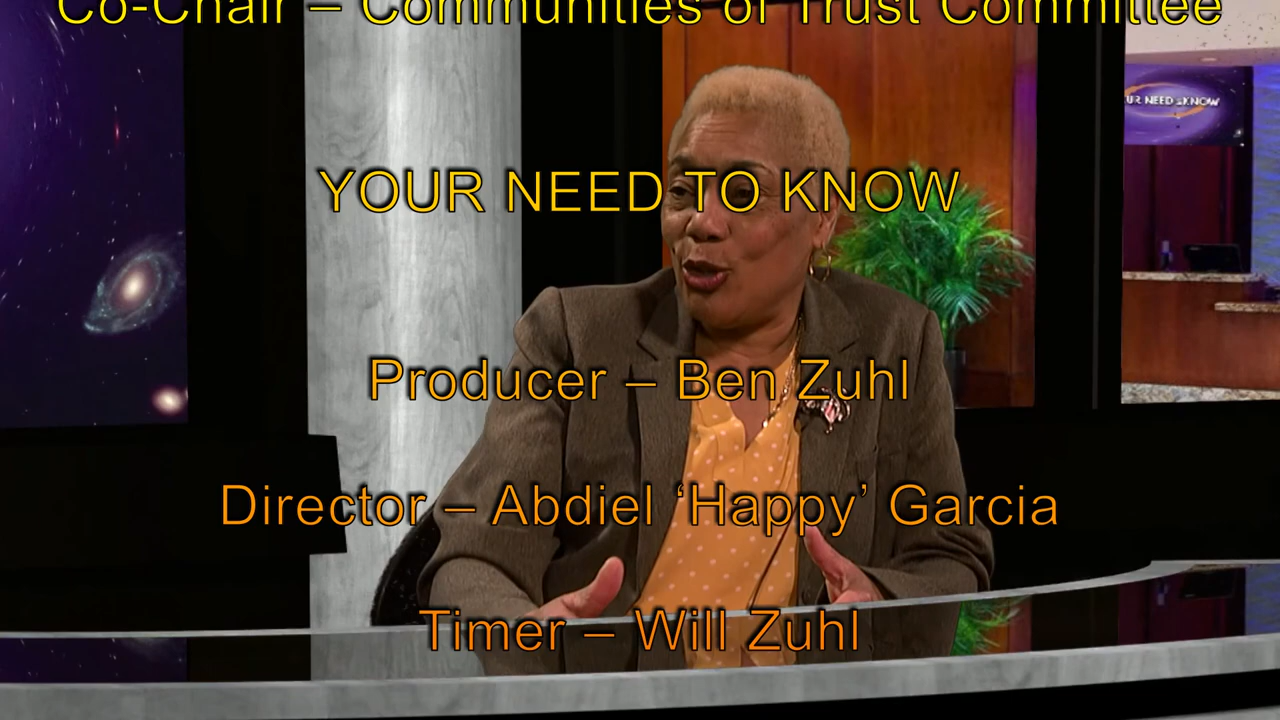 Co-Chair – Communities of Trust Committee
YOUR NEED TO KNOW
Producer – Ben Zuhl
Director – Abdiel ‘Happy’ Garcia
Timer – Will Zuhl